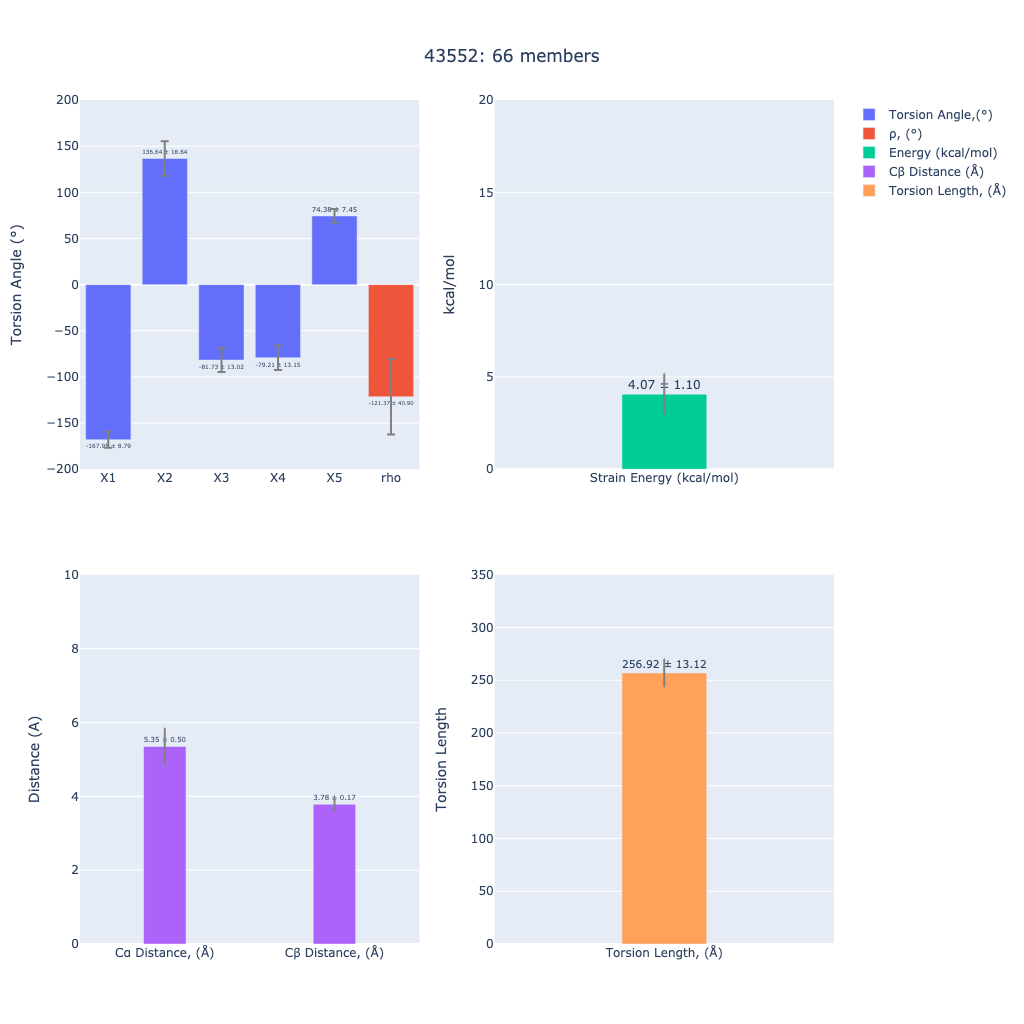 43552: 66 members
Torsion Angle (°)
200
150
100
50
0
−50
−100
−150
−200
136.64 ± 18.64
74.38 ± 7.45
-81.73 ± 13.02
-79.21 ± 13.15
-121.37 ± 40.90
± 8.79
X1
X2
X3
X4
X5
rho
kcal/mol
20
15
10
5
0
4.07 ± 1.10
Strain Energy (kcal/mol)
Torsion Angle,(°)
ρ, (°)
Energy (kcal/mol)
Cβ Distance (Å)
Torsion Length, (Å)
Distance (A)
10
8
6
4
2
0
5.35 ± 0.50
3.78 ± 0.17
Cα Distance, (Å)
Cβ Distance, (Å)
Torsion Length
350
300
250
200
150
100
50
0
256.92 ± 13.12
Torsion Length, (Å)